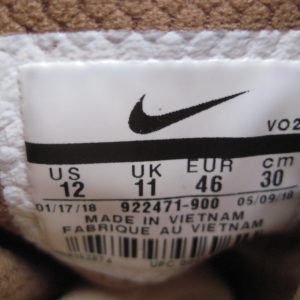 VO2
US UK EUR cm
12 11 46 30
01/17/18 922471-900 05/09/18
MADE IN VIETNAM
FABRIQUE AU VIETNAM
UPC